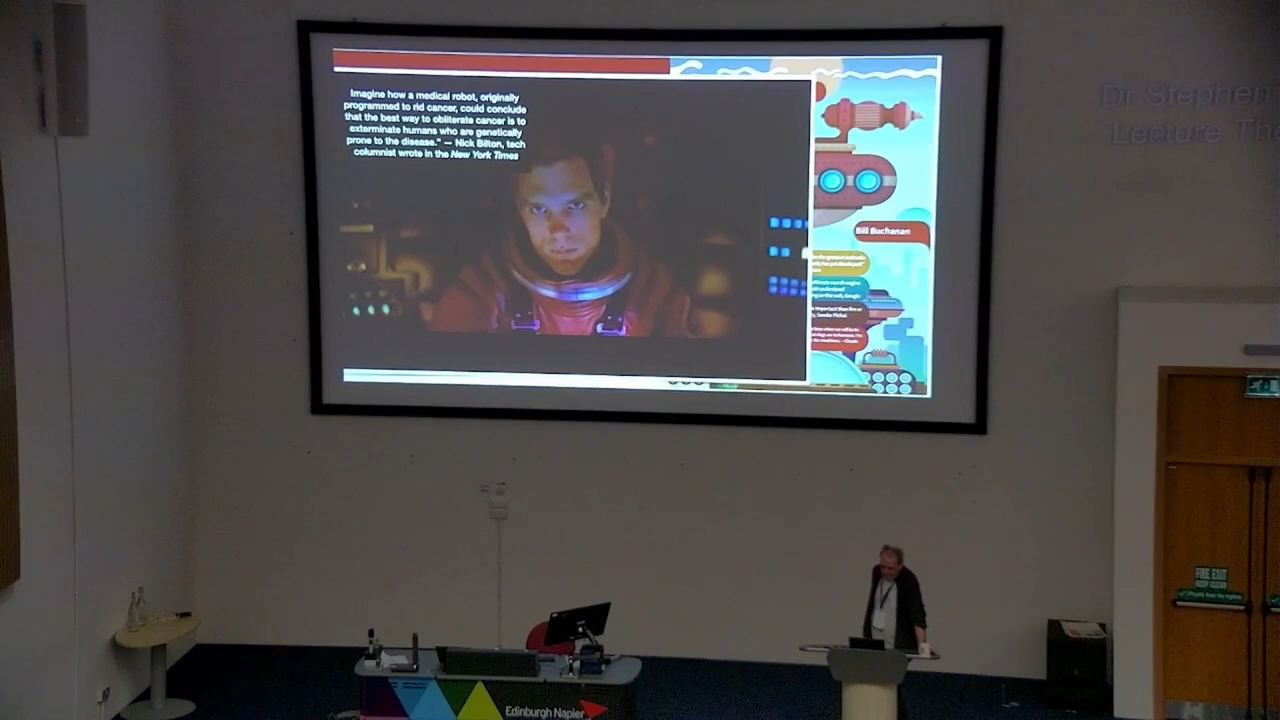 Imagine how a medical robot, originally
programmed to rid cancer, could conclude
that the best way to obliterate cancer is to
exterminate humans who are genetically
prone to the disease." — Nick Bilton, tech
columnist wrote in the New York Times
Bill Buchanan
Dr Stephen
Lecture
FIRE EXIT
KEEP CLEAR
Edinburgh Napier